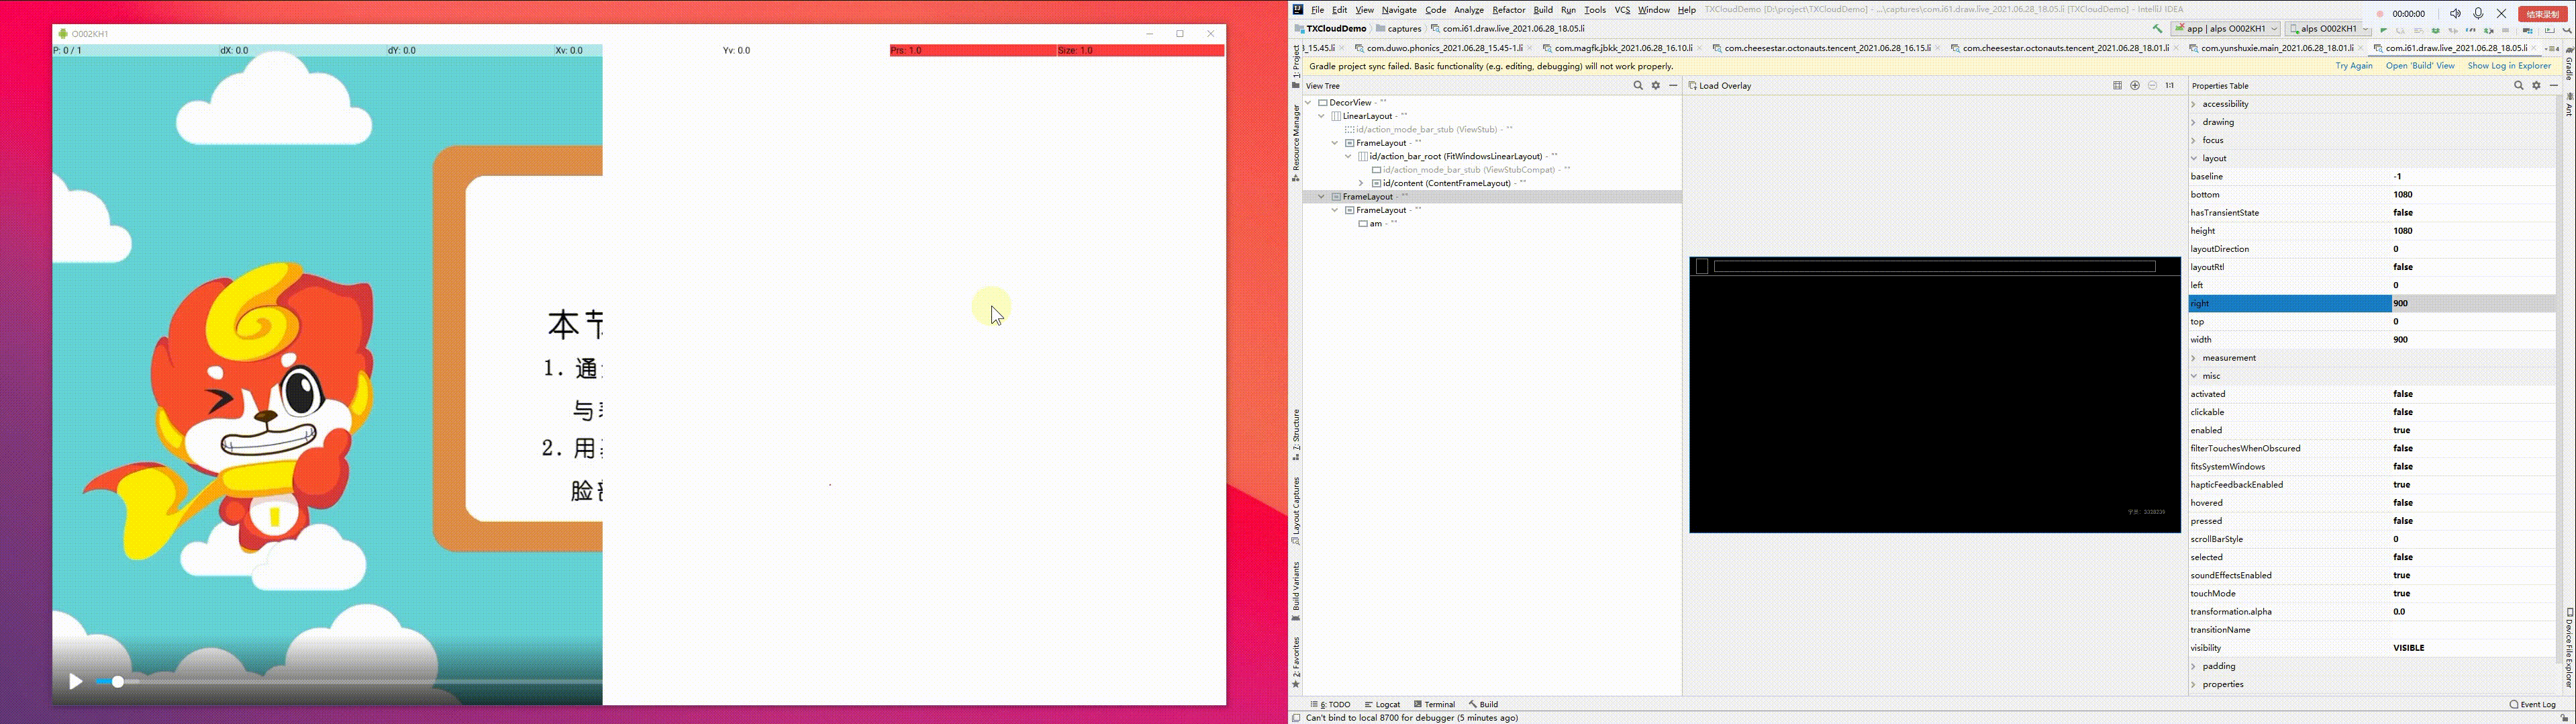 O002KH1
P: 0 / 1 dX: 0.0 dY: 0.0 Xv: 0.0 Yv: 0.0 Prs: 1.0 Size: 1.0
本节
1. 通
与
2. 用
脸部
File Edit View Navigate Code Analyze Refactor Build Run Tools VCS Window Help TXCloudDemo [D:\project\TXCloudDemo] - ...\captures\com.i61.draw.live_2021.06.28_18.05.li [TXCloudDemo] - IntelliJ IDEA
00:00:00 结束录制
TXCloudDemo captures com.i61.draw.live_2021.06.28_18.05.li app | alps O002KH1 alps O002KH1
_15.45.li com.duwo.phonics_2021.06.28_15.45-1.li com.magfk.jbkk_2021.06.28_16.10.li com.cheesestar.octonauts.tencent_2021.06.28_16.15.li com.cheesestar.octonauts.tencent_2021.06.28_18.01.li com.yunshuxie.main_2021.06.28_18.01.li com.i61.draw.live_2021.06.28_18.05.li
Gradle project sync failed. Basic functionality (e.g. editing, debugging) will not work properly. Try Again Open 'Build' View Show Log in Explorer
View Tree
DecorView - ""
LinearLayout - ""
id/action_mode_bar_stub (ViewStub) - ""
FrameLayout - ""
id/action_bar_root (FitWindowsLinearLayout) - ""
id/action_mode_bar_stub (ViewStubCompat) - ""
id/content (ContentFrameLayout) - ""
FrameLayout - ""
FrameLayout - ""
am - ""
Load Overlay 1:1
学号: 3328239
Properties Table
accessibility
drawing
focus
layout
baseline -1
bottom 1080
hasTransientState false
height 1080
layoutDirection 0
layoutRtl false
left 0
right 900
top 0
width 900
measurement
misc
activated false
clickable false
enabled true
filterTouchesWhenObscured false
fitsSystemWindows false
hapticFeedbackEnabled true
hovered false
pressed false
scrollBarStyle 0
selected false
soundEffectsEnabled true
touchMode true
transformation.alpha 0.0
transitionName
visibility VISIBLE
padding
properties
1: Project
Resource Manager
7: Structure
Layout Captures
Build Variants
2: Favorites
Gradle
Ant
Device File Explorer
6: TODO Logcat Terminal Build Event Log
Can't bind to local 8700 for debugger (5 minutes ago)